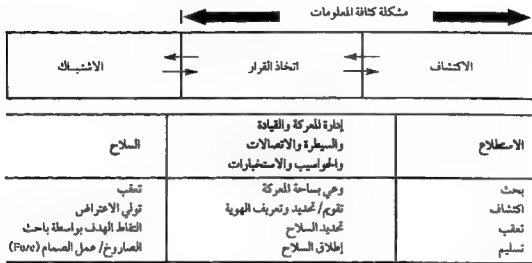 مشكلة كثافة المعلومات
الاكتشاف
اتخاذ القرار
الاشتباك
الاستطلاع
إدارة المعركة والقيادة
والسيطرة والاتصالات
والحواسيب والاستخبارات
السلاح
بحث
اكتشاف
تعقب
تسليم
وعي بساحة المعركة
تقويم/ تحديد وتعريف الهوية
تحديد السلاح
إطلاق السلاح
تعقب
تولي الاعتراض
التقاط الهدف بواسطة باحث
الصاروخ/ عمل الصمام (Fuze)